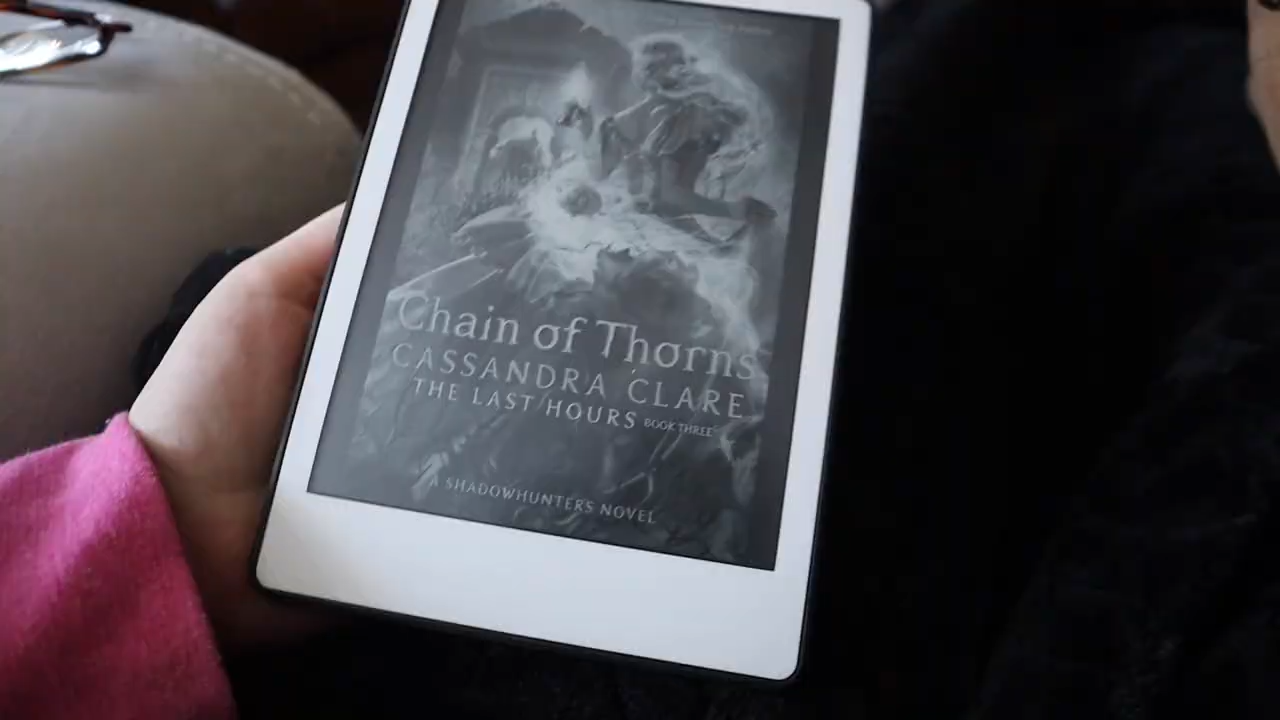 Chain of Thorns
CASSANDRA CLARE
THE LAST HOURS BOOK THREE
A SHADOWHUNTERS NOVEL